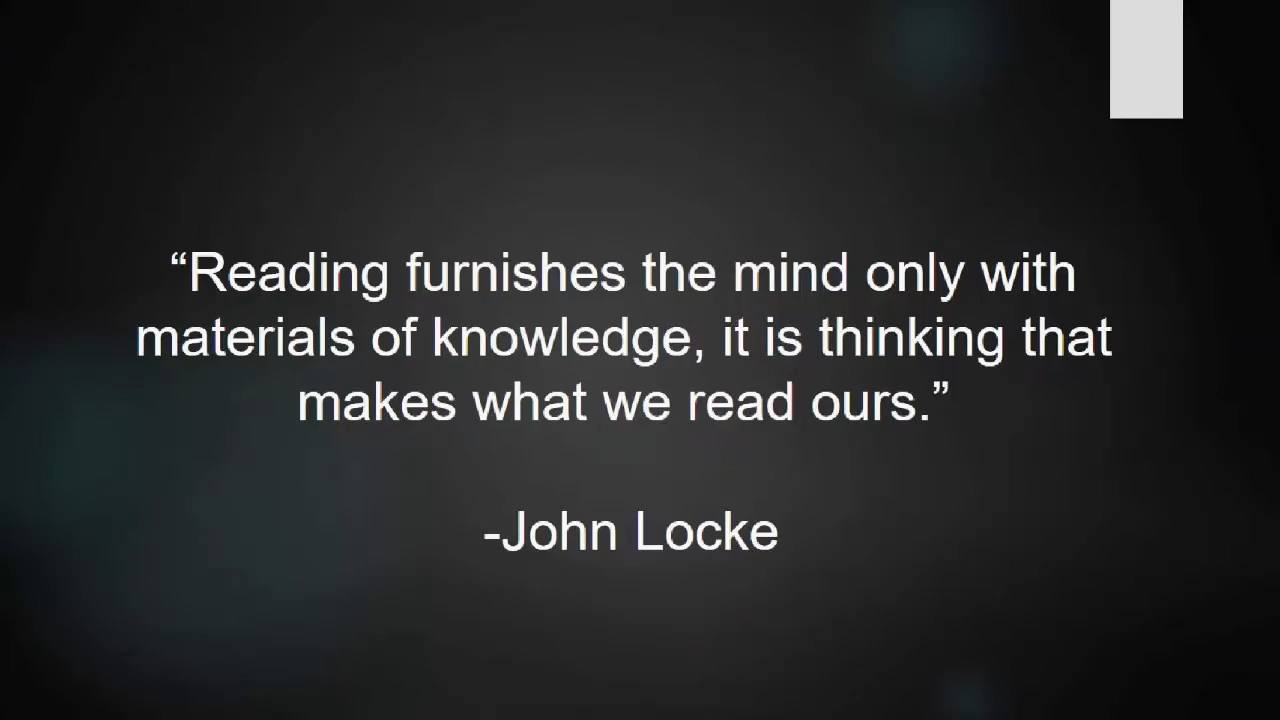 “Reading furnishes the mind only with
materials of knowledge, it is thinking that
makes what we read ours.”
-John Locke